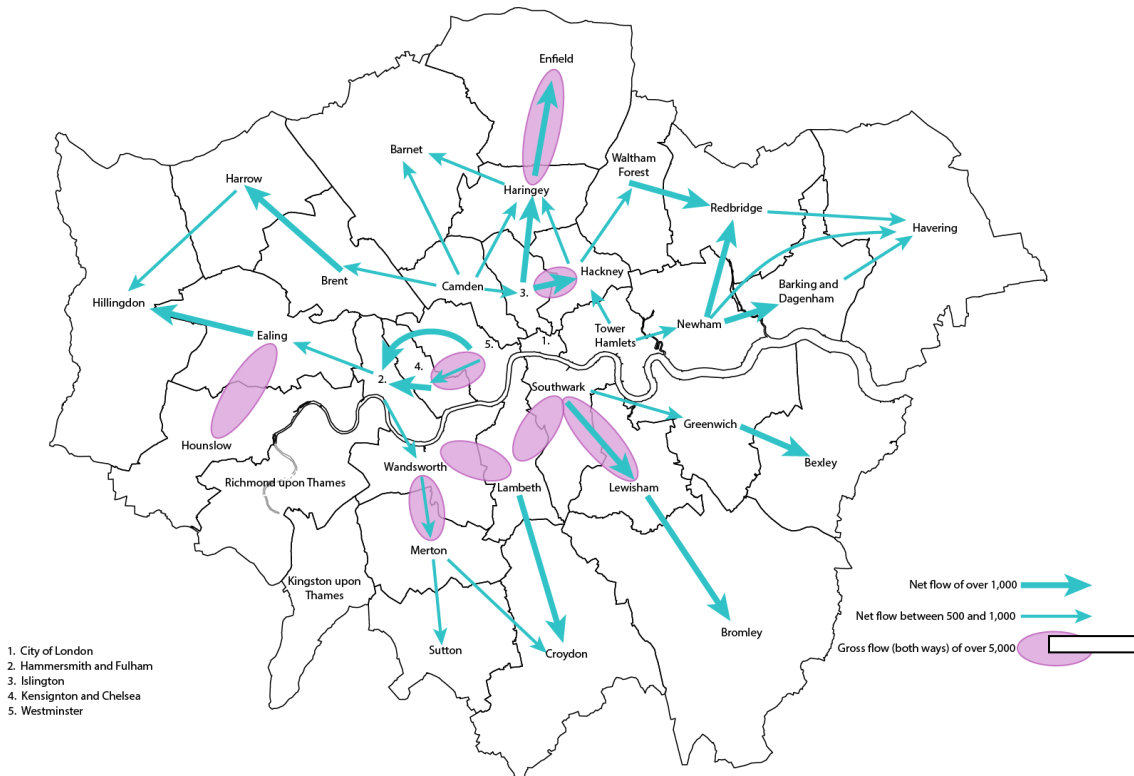 Enfield
Barnet
Waltham
Forest
Harrow
Haringey
Redbridge
Havering
Hackney
Brent
Camden
3.
Barking and
Dagenham
Hillingdon
Ealing
Tower
Hamlets
Newham
5.
1.
4.
2.
Southwark
Greenwich
Hounslow
Bexley
Wandsworth
Richmond upon Thames
Lambeth
Lewisham
Merton
Kingston upon
Thames
Net flow of over 1,000
Net flow between 500 and 1,000
Bromley
Sutton
Croydon
Gross flow (both ways) of over 5,000
1. City of London
2. Hammersmith and Fulham
3. Islington
4. Kensignton and Chelsea
5. Westminster